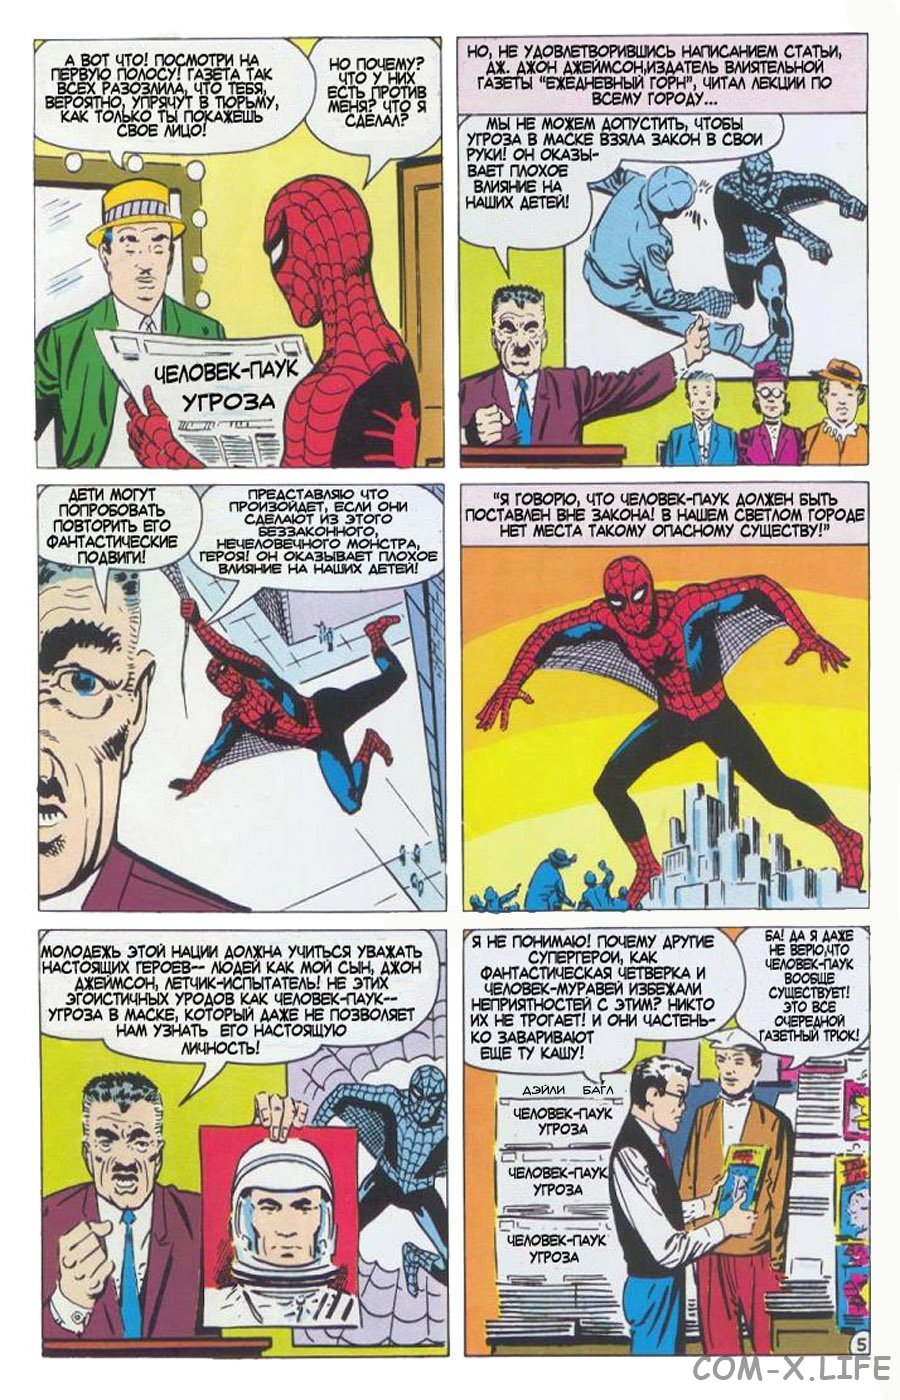 А ВОТ ЧТО! ПОСМОТРИ НА
ПЕРВУЮ ПОЛОСУ! ГАЗЕТА ТАК
ВСЕХ РАЗОЗЛИЛА, ЧТО ТЕБЯ,
ВЕРОЯТНО, УПРЯЧУТ В ТЮРЬМУ,
КАК ТОЛЬКО ТЫ ПОКАЖЕШЬ
СВОЕ ЛИЦО!
НО ПОЧЕМУ?
ЧТО У НИХ
ЕСТЬ ПРОТИВ
МЕНЯ? ЧТО Я
СДЕЛАЛ?
ЧЕЛОВЕК-ПАУК
УГРОЗА
НО, НЕ УДОВЛЕТВОРИВШИСЬ НАПИСАНИЕМ СТАТЬИ,
ДЖ. ДЖОН ДЖЕЙМСОН,ИЗДАТЕЛЬ ВЛИЯТЕЛЬНОЙ
ГАЗЕТЫ "ЕЖЕДНЕВНЫЙ ГОРН", ЧИТАЛ ЛЕКЦИИ ПО
ВСЕМУ ГОРОДУ...
МЫ НЕ МОЖЕМ ДОПУСТИТЬ, ЧТОБЫ
УГРОЗА В МАСКЕ ВЗЯЛА ЗАКОН В СВОИ
РУКИ! ОН ОКАЗЫ-
ВАЕТ ПЛОХОЕ
ВЛИЯНИЕ НА
НАШИХ ДЕТЕЙ!
ДЕТИ МОГУТ
ПОПРОБОВАТЬ
ПОВТОРИТЬ ЕГО
ФАНТАСТИЧЕСКИЕ
ПОДВИГИ!
ПРЕДСТАВЛЯЮ ЧТО
ПРОИЗОЙДЕТ, ЕСЛИ ОНИ
СДЕЛАЮТ ИЗ ЭТОГО
БЕЗЗАКОННОГО,
НЕЧЕЛОВЕЧНОГО МОНСТРА,
ГЕРОЯ! ОН ОКАЗЫВАЕТ ПЛОХОЕ
ВЛИЯНИЕ НА НАШИХ ДЕТЕЙ!
"Я ГОВОРЮ, ЧТО ЧЕЛОВЕК-ПАУК ДОЛЖЕН БЫТЬ
ПОСТАВЛЕН ВНЕ ЗАКОНА! В НАШЕМ СВЕТЛОМ ГОРОДЕ
НЕТ МЕСТА ТАКОМУ ОПАСНОМУ СУЩЕСТВУ!"
МОЛОДЕЖЬ ЭТОЙ НАЦИИ ДОЛЖНА УЧИТЬСЯ УВАЖАТЬ
НАСТОЯЩИХ ГЕРОЕВ-- ЛЮДЕЙ КАК МОЙ СЫН, ДЖОН
ДЖЕЙМСОН, ЛЕТЧИК-ИСПЫТАТЕЛЬ! НЕ ЭТИХ
ЭГОИСТИЧНЫХ УРОДОВ КАК ЧЕЛОВЕК-ПАУК--
УГРОЗА В МАСКЕ, КОТОРЫЙ ДАЖЕ НЕ ПОЗВОЛЯЕТ
НАМ УЗНАТЬ ЕГО НАСТОЯЩУЮ
ЛИЧНОСТЬ!
Я НЕ ПОНИМАЮ! ПОЧЕМУ ДРУГИЕ
СУПЕРГЕРОИ, КАК
ФАНТАСТИЧЕСКАЯ ЧЕТВЕРКА И
ЧЕЛОВЕК-МУРАВЕЙ ИЗБЕЖАЛИ
НЕПРИЯТНОСТЕЙ С ЭТИМ? НИКТО
ИХ НЕ ТРОГАЕТ! И ОНИ ЧАСТЕНЬ-
КО ЗАВАРИВАЮТ
ЕЩЕ ТУ КАШУ!
БА! ДА Я ДАЖЕ
НЕ ВЕРЮ,ЧТО
ЧЕЛОВЕК-ПАУК
ВООБЩЕ
СУЩЕСТВУЕТ!
ЭТО ВСЕ
ОЧЕРЕДНОЙ
ГАЗЕТНЫЙ ТРЮК!
ДЭЙЛИ БАГЛ
ЧЕЛОВЕК-ПАУК
УГРОЗА
ЧЕЛОВЕК-ПАУК
УГРОЗА
ЧЕЛОВЕК-ПАУК
УГРОЗА
5
COM-X.LIFE